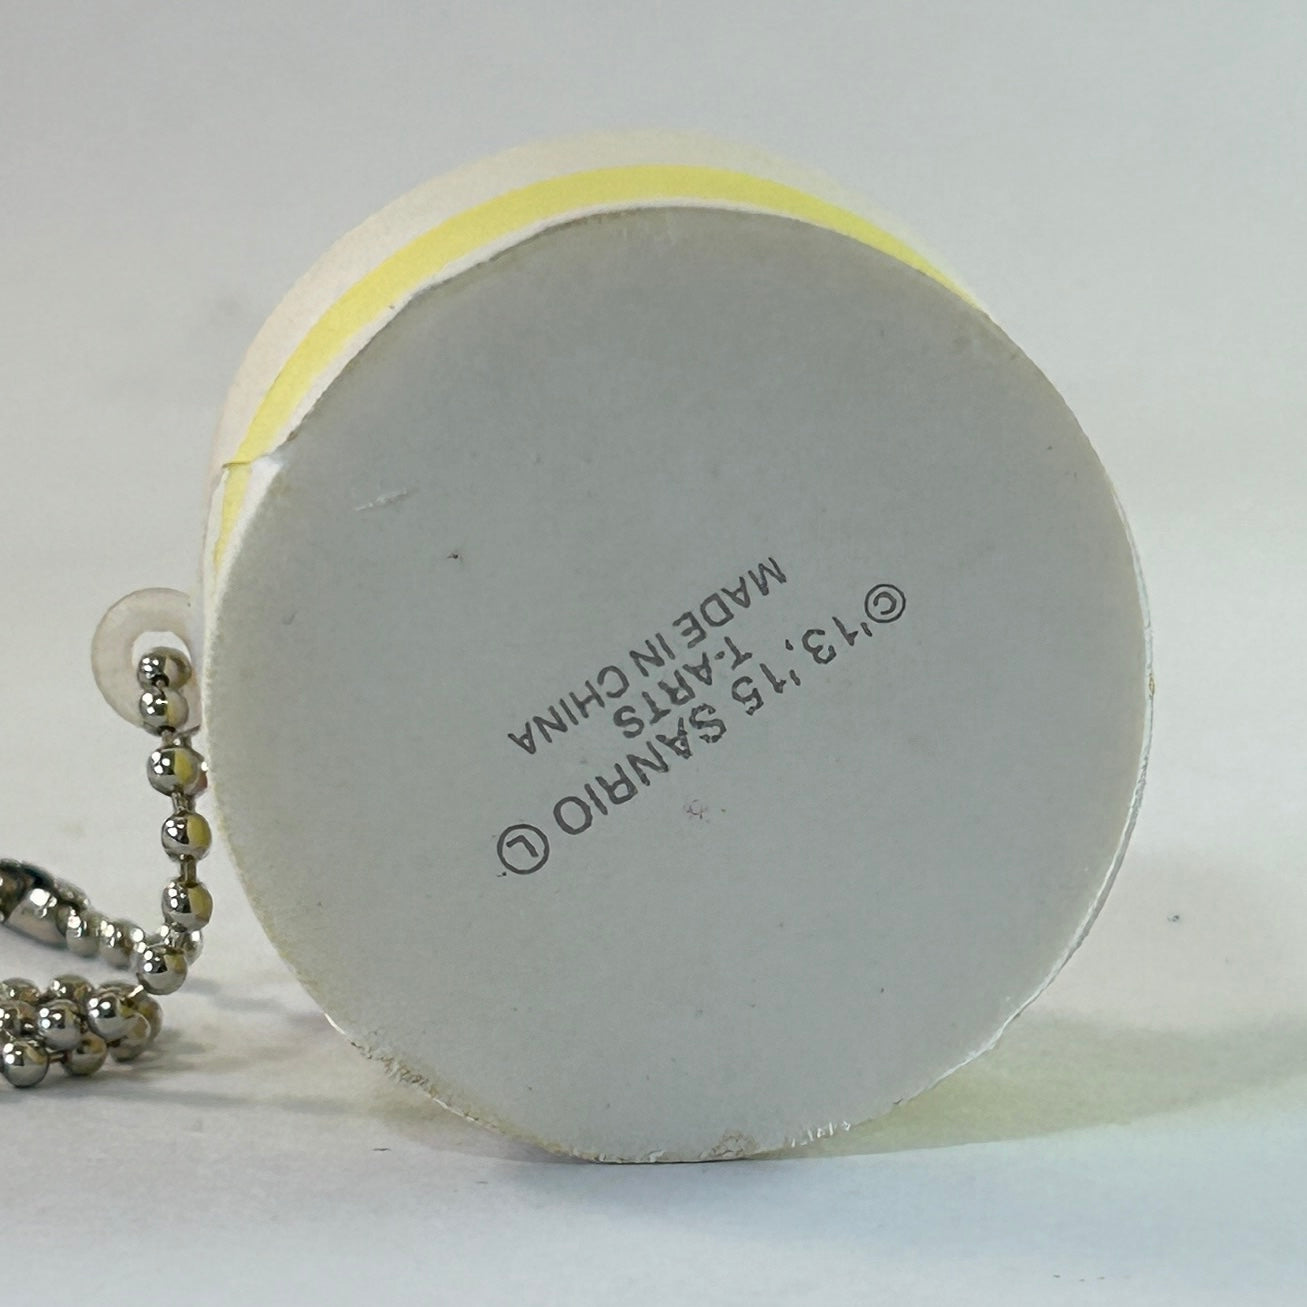 ©'13, '15 SANRIO Ⓛ
T-ARTS
MADE IN CHINA